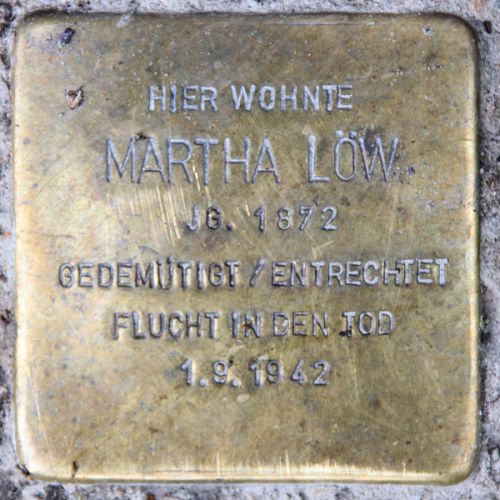 HIER WOHNTE
MARTHA LÖW
JG. 1872
GEDEMÜTIGT / ENTRECHTET
FLUCHT IN DEN TOD
1.9.1942